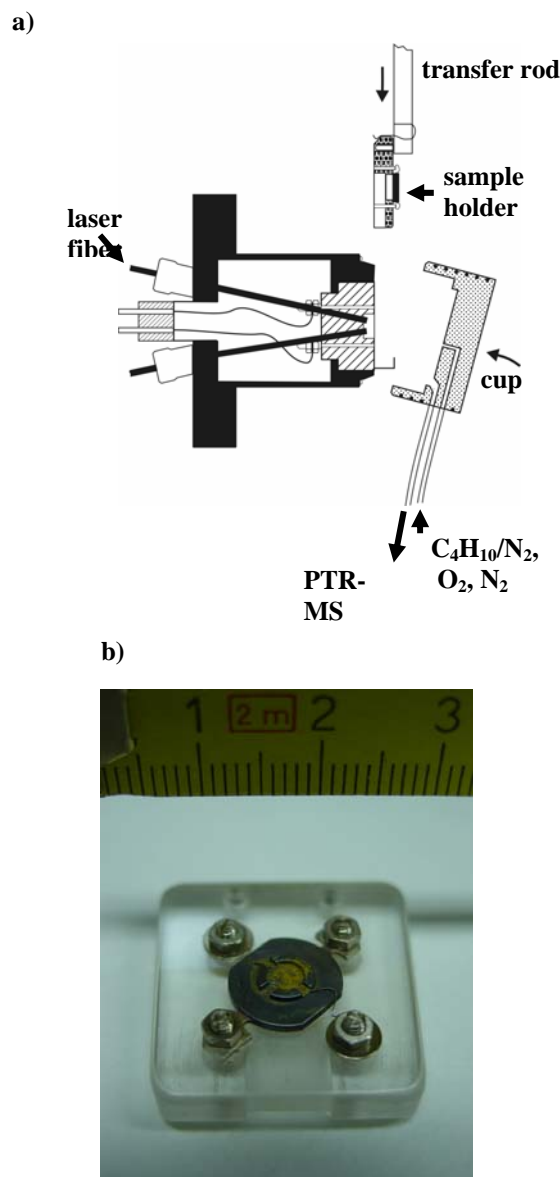 a)
transfer rod
sample
holder
laser
fiber
cup
C₄H₁₀/N₂,
O₂, N₂
PTR-
MS
b)
1 2 m 2 3